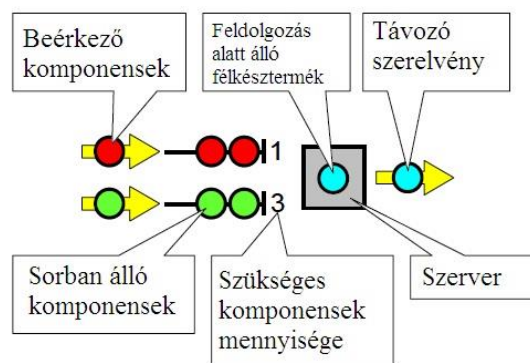 Beérkező
komponensek
Feldolgozás
alatt álló
félkésztermék
Távozó
szerelvény
1
3
Sorban álló
komponensek
Szükséges
komponensek
mennyisége
Szerver